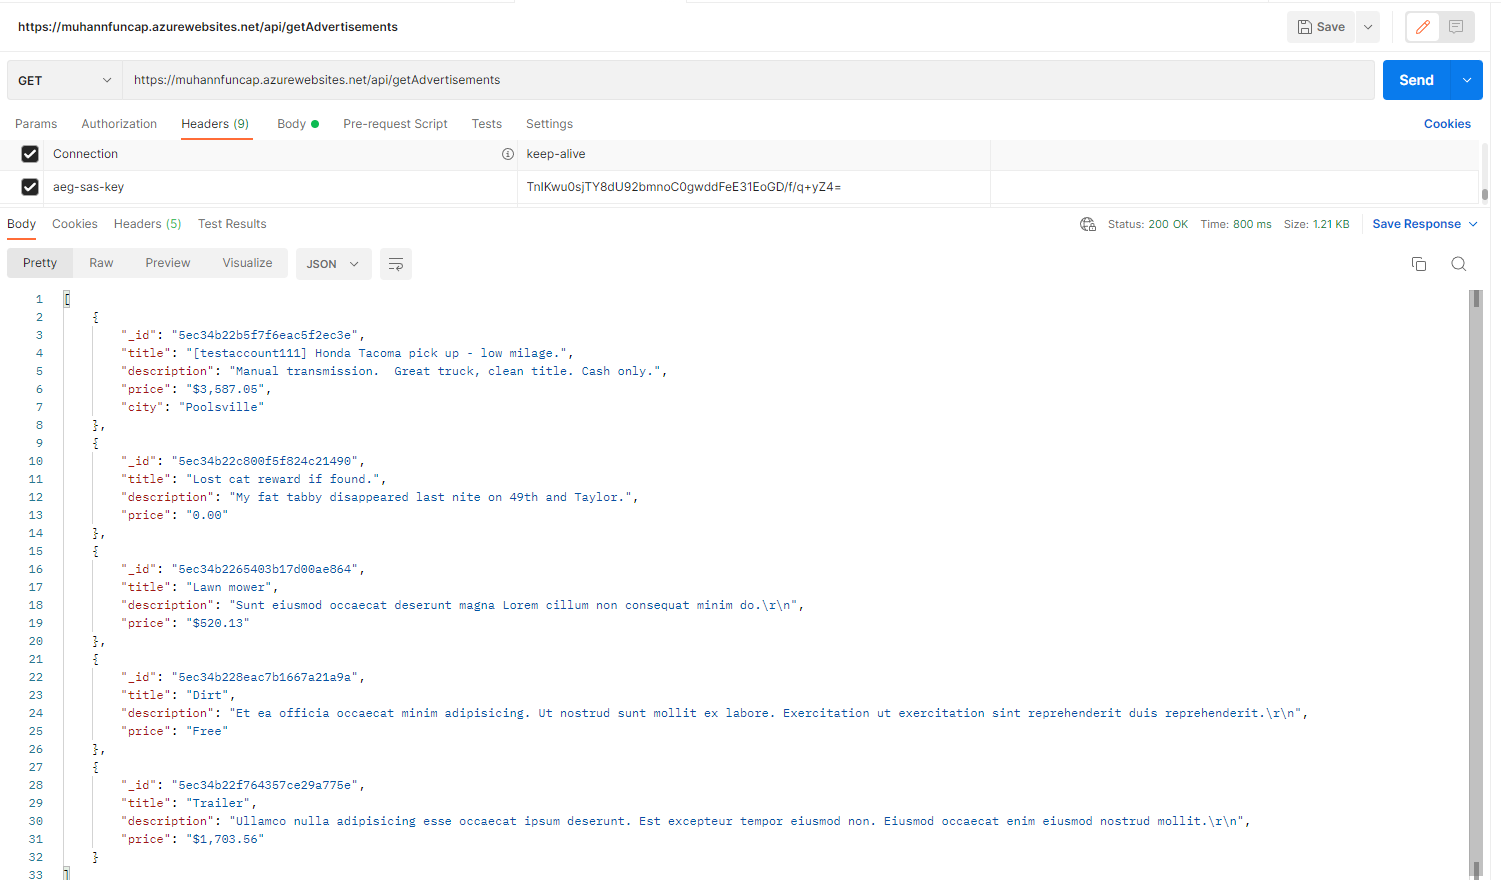 https://muhannfuncap.azurewebsites.net/api/getAdvertisements
Save
GET
https://muhannfuncap.azurewebsites.net/api/getAdvertisements
Send
Params Authorization Headers (9) Body Pre-request Script Tests Settings Cookies
Connection keep-alive
aeg-sas-key TnIKwu0sjTY8dU92bmnoC0gwddFeE31EoGD/f/q+yZ4=
Body Cookies Headers (5) Test Results Status: 200 OK Time: 800 ms Size: 1.21 KB Save Response
Pretty Raw Preview Visualize JSON
1 [
2 {
3 "_id": "5ec34b22b5f7f6eac5f2ec3e",
4 "title": "[testaccount111] Honda Tacoma pick up - low milage.",
5 "description": "Manual transmission.  Great truck, clean title. Cash only.",
6 "price": "$3,587.05",
7 "city": "Poolsville"
8 },
9 {
10 "_id": "5ec34b22c800f5f824c21490",
11 "title": "Lost cat reward if found.",
12 "description": "My fat tabby disappeared last nite on 49th and Taylor.",
13 "price": "0.00"
14 },
15 {
16 "_id": "5ec34b2265403b17d00ae864",
17 "title": "Lawn mower",
18 "description": "Sunt eiusmod occaecat deserunt magna Lorem cillum non consequat minim do.\r\n",
19 "price": "$520.13"
20 },
21 {
22 "_id": "5ec34b228eac7b1667a21a9a",
23 "title": "Dirt",
24 "description": "Et ea officia occaecat minim adipisicing. Ut nostrud sunt mollit ex labore. Exercitation ut exercitation sint reprehenderit duis reprehenderit.\r\n",
25 "price": "Free"
26 },
27 {
28 "_id": "5ec34b22f764357ce29a775e",
29 "title": "Trailer",
30 "description": "Ullamco nulla adipisicing esse occaecat ipsum deserunt. Est excepteur tempor eiusmod non. Eiusmod occaecat enim eiusmod nostrud mollit.\r\n",
31 "price": "$1,703.56"
32 }
33 ]